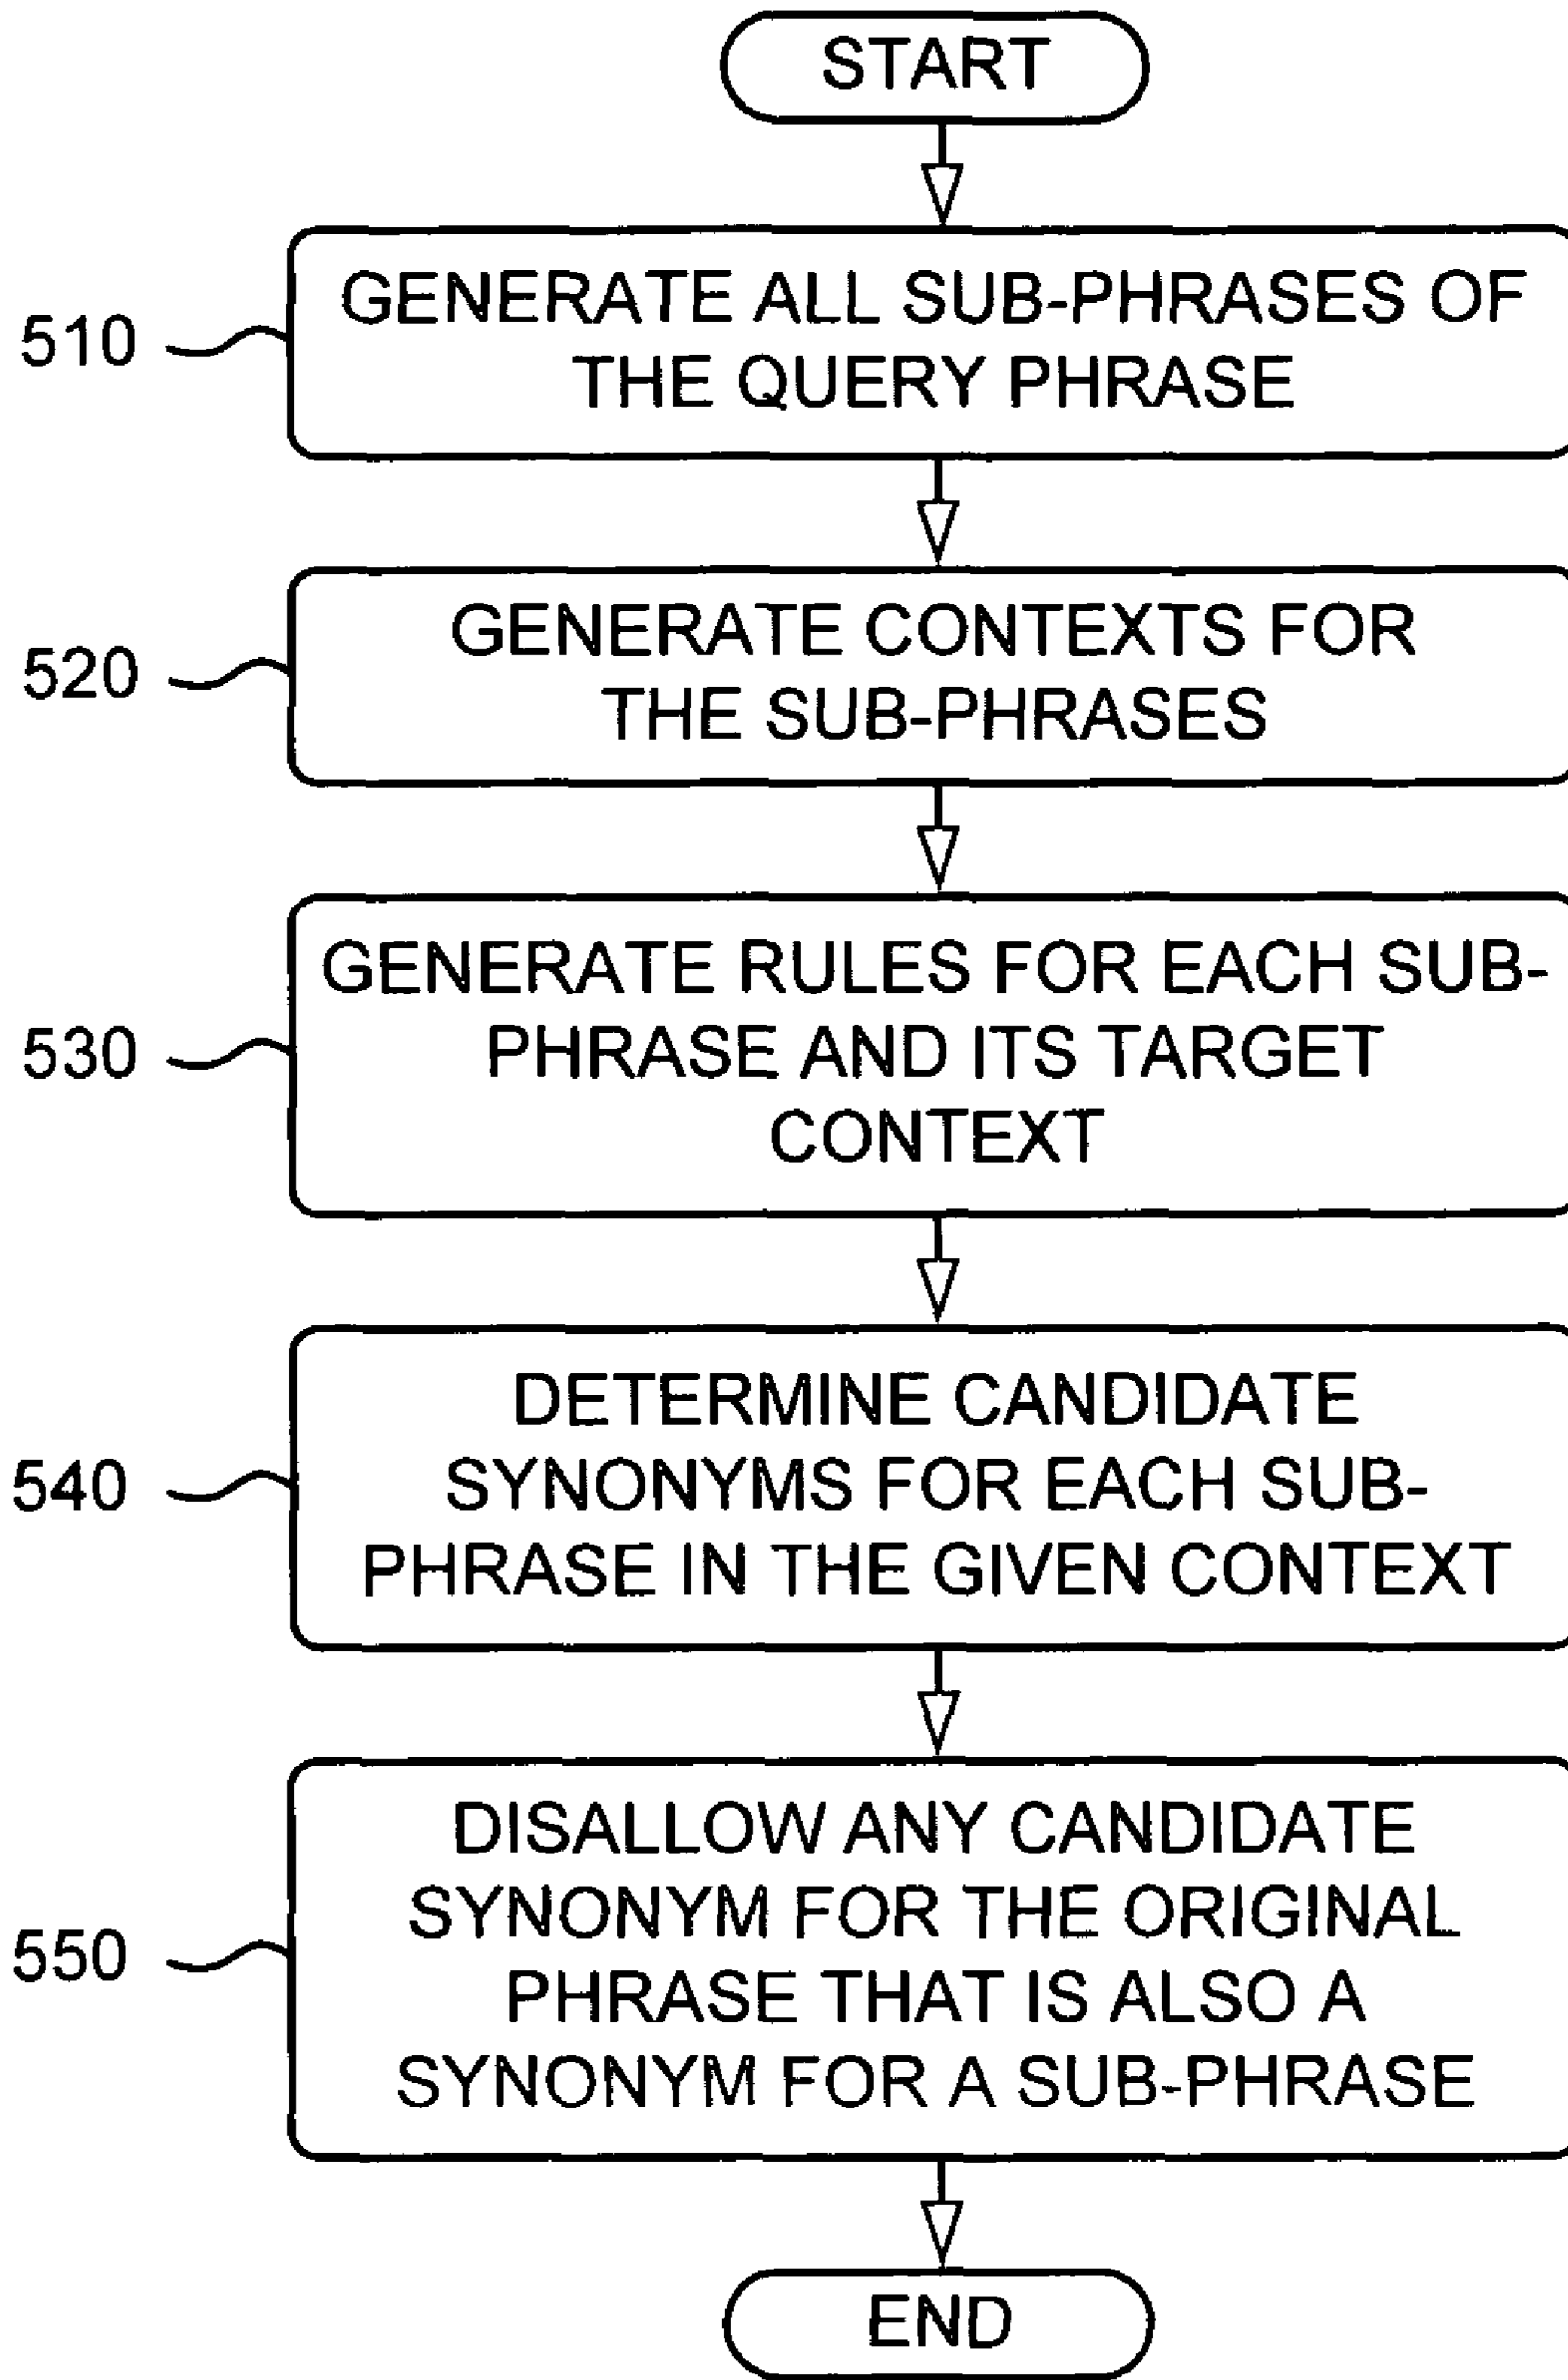 START
510
GENERATE ALL SUB-PHRASES OF
THE QUERY PHRASE
520
GENERATE CONTEXTS FOR
THE SUB-PHRASES
530
GENERATE RULES FOR EACH SUB-
PHRASE AND ITS TARGET
CONTEXT
540
DETERMINE CANDIDATE
SYNONYMS FOR EACH SUB-
PHRASE IN THE GIVEN CONTEXT
550
DISALLOW ANY CANDIDATE
SYNONYM FOR THE ORIGINAL
PHRASE THAT IS ALSO A
SYNONYM FOR A SUB-PHRASE
END